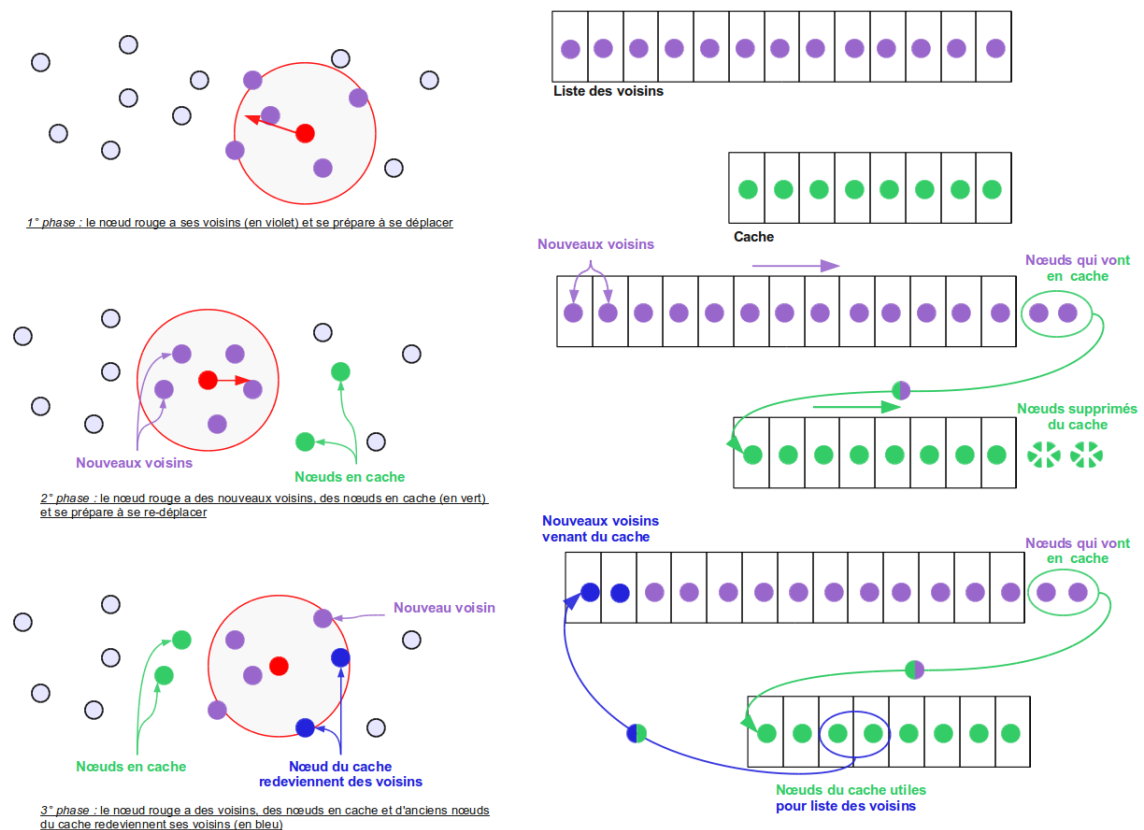 Liste des voisins
1° phase : le nœud rouge a ses voisins (en violet) et se prépare à se déplacer
Cache
Nouveaux voisins
Nœuds qui vont
en cache
Nouveaux voisins
Nœuds en cache
Nœuds supprimés
du cache
2° phase : le nœud rouge a des nouveaux voisins, des nœuds en cache (en vert)
et se prépare à se re-déplacer
Nouveaux voisins
venant du cache
Nœuds qui vont
en cache
Nouveau voisin
Nœuds en cache
Nœud du cache
redeviennent des voisins
Nœuds du cache utiles
pour liste des voisins
3° phase : le nœud rouge a des voisins, des nœuds en cache et d'anciens nœuds
du cache redeviennent ses voisins (en bleu)